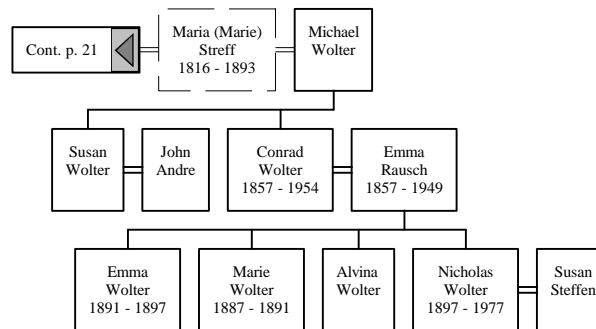 Cont. p. 21
Maria (Marie)
Streff
1816 - 1893
Michael
Wolter
Susan
Wolter
John
Andre
Conrad
Wolter
1857 - 1954
Emma
Rausch
1857 - 1949
Emma
Wolter
1891 - 1897
Marie
Wolter
1887 - 1891
Alvina
Wolter
Nicholas
Wolter
1897 - 1977
Susan
Steffen